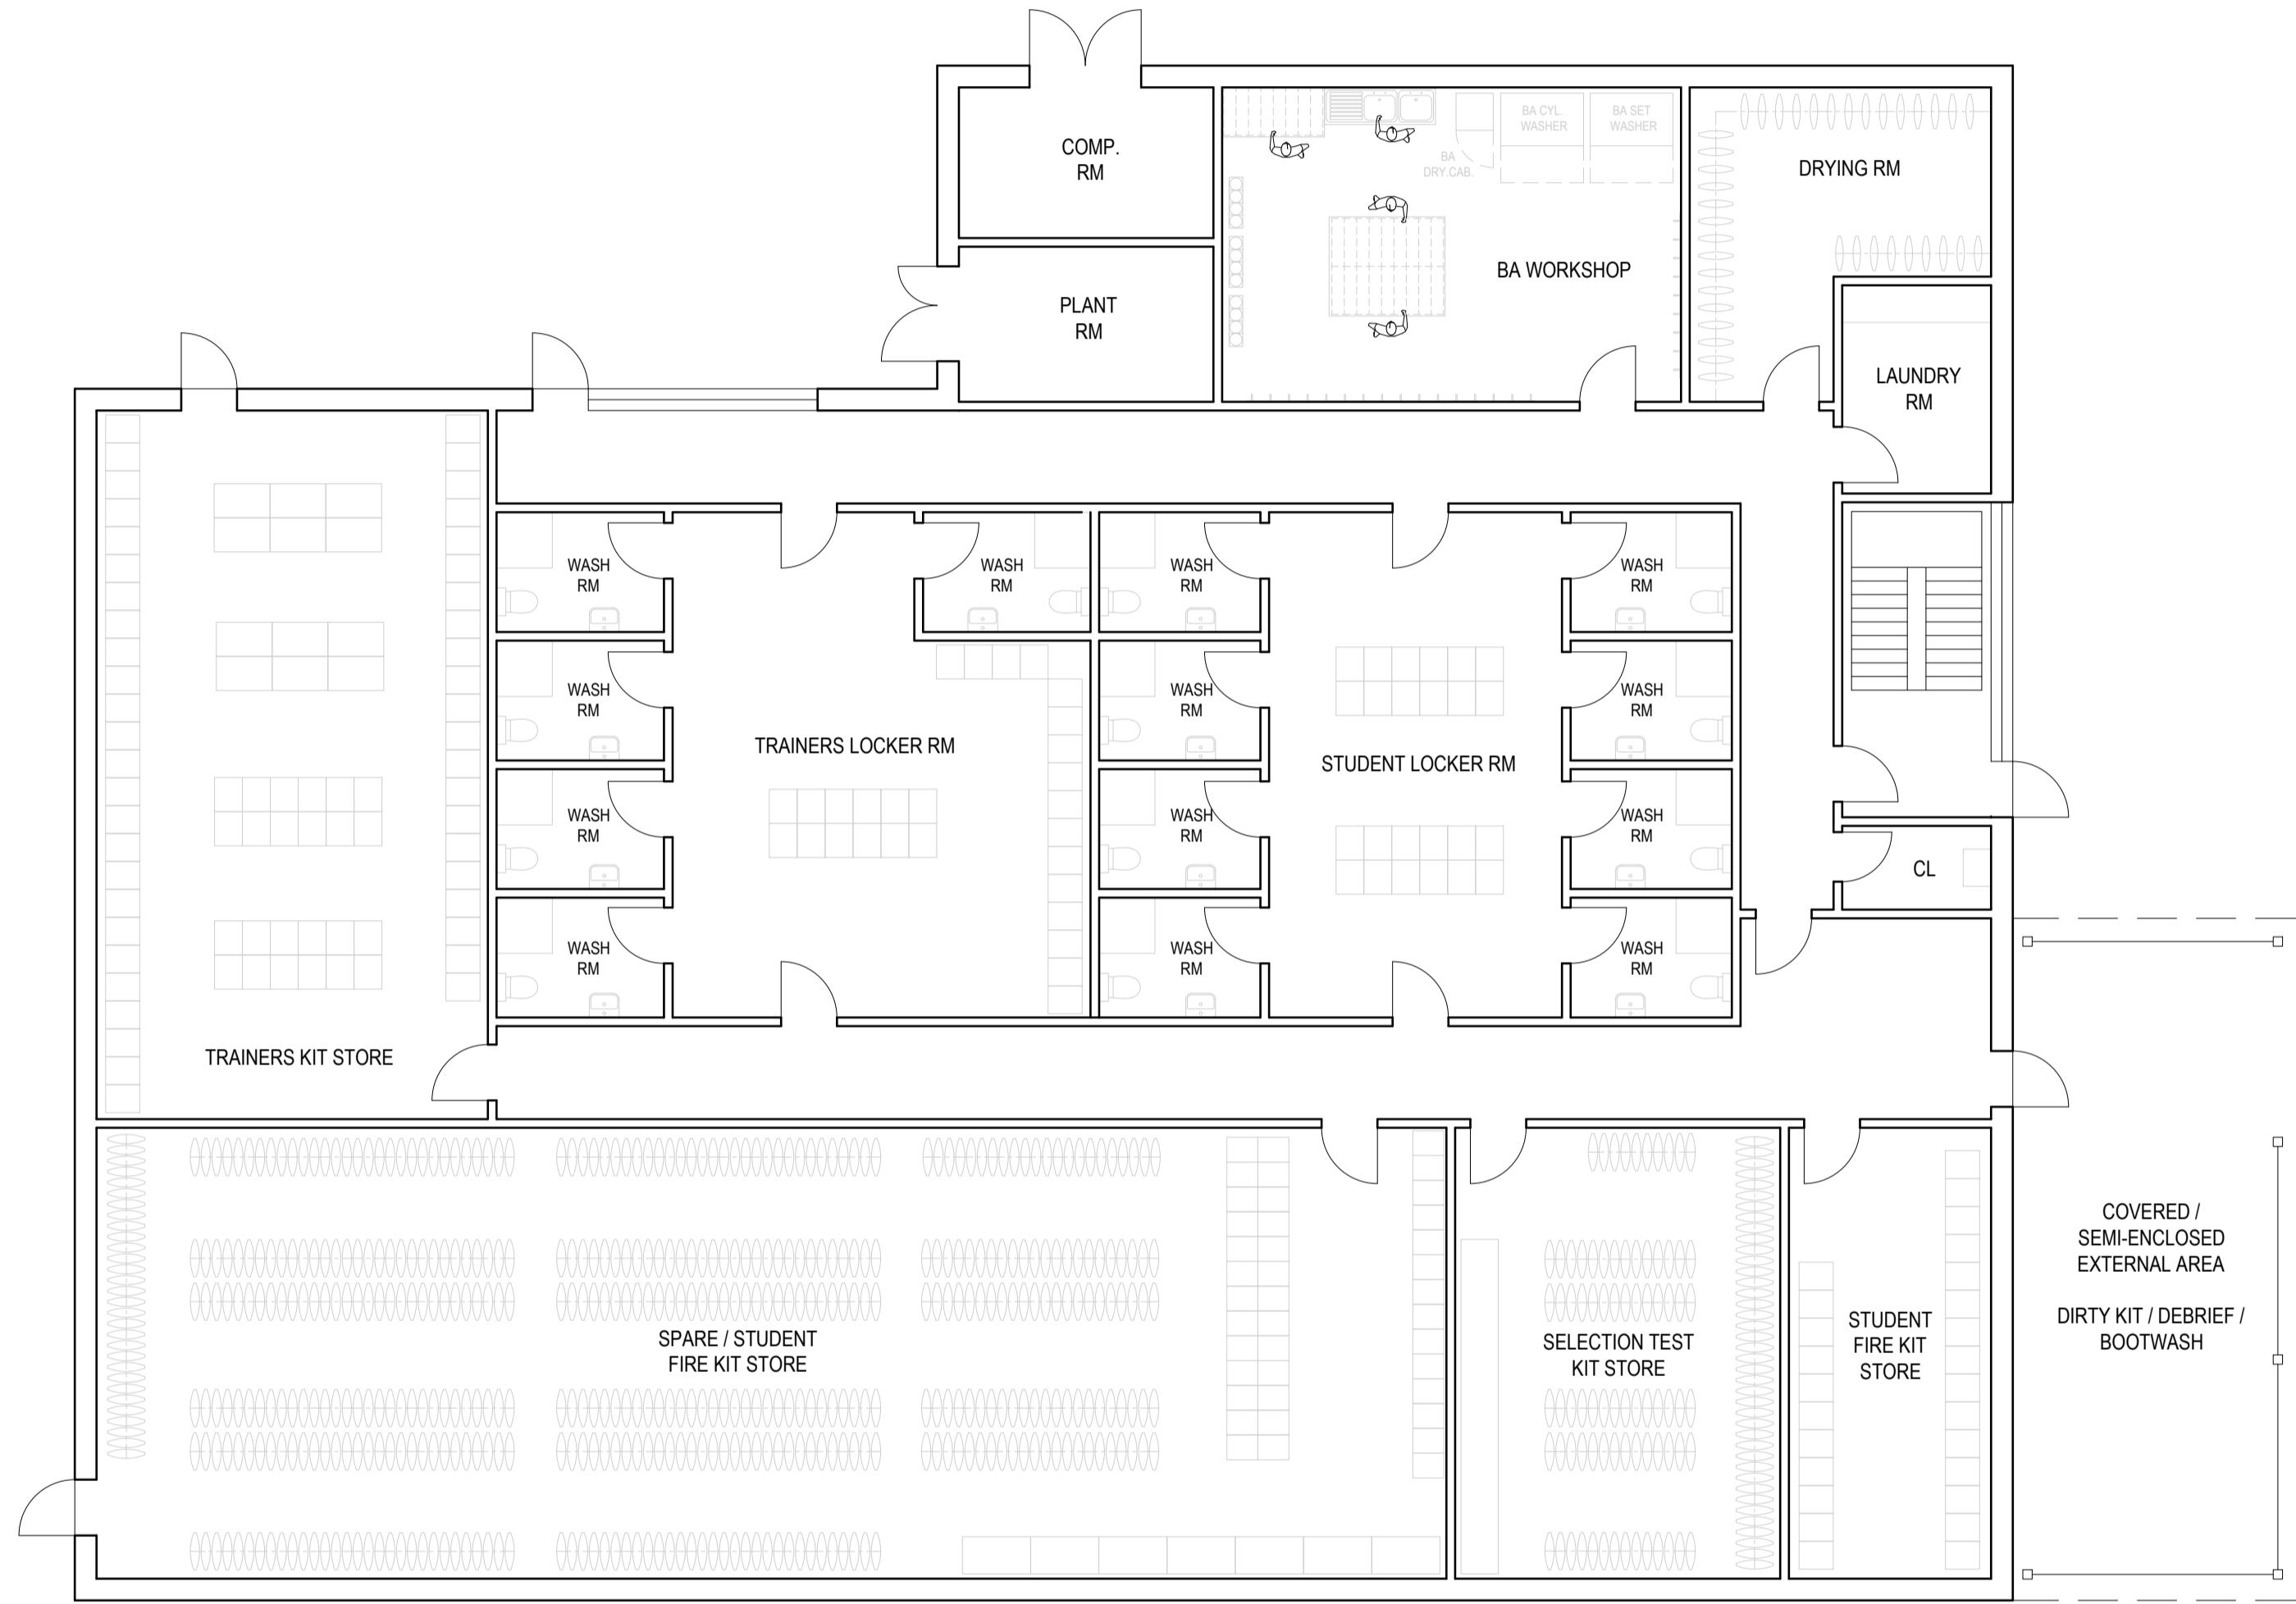 COMP.
RM
BA CYL.
WASHER
BA SET
WASHER
BA
DRY.CAB.
DRYING RM
BA WORKSHOP
PLANT
RM
LAUNDRY
RM
WASH
RM
WASH
RM
WASH
RM
WASH
RM
WASH
RM
WASH
RM
WASH
RM
WASH
RM
TRAINERS LOCKER RM
STUDENT LOCKER RM
WASH
RM
WASH
RM
WASH
RM
CL
WASH
RM
WASH
RM
WASH
RM
TRAINERS KIT STORE
COVERED /
SEMI-ENCLOSED
EXTERNAL AREA
DIRTY KIT / DEBRIEF /
BOOTWASH
SPARE / STUDENT
FIRE KIT STORE
SELECTION TEST
KIT STORE
STUDENT
FIRE KIT
STORE